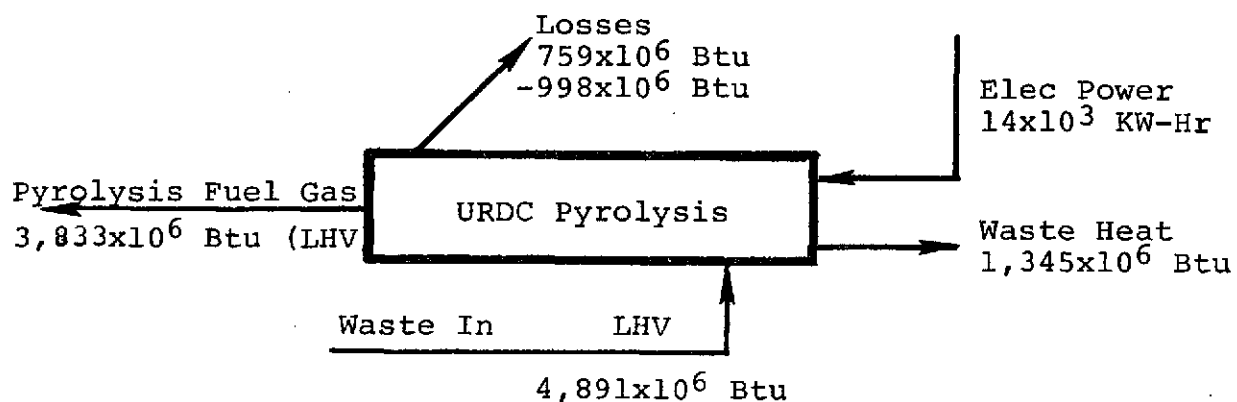 Losses
759x10⁶ Btu
-998x10⁶ Btu
Elec Power
14x10³ KW-Hr
Pyrolysis Fuel Gas
3,833x10⁶ Btu (LHV
URDC Pyrolysis
Waste Heat
1,345x10⁶ Btu
Waste In LHV
4,891x10⁶ Btu